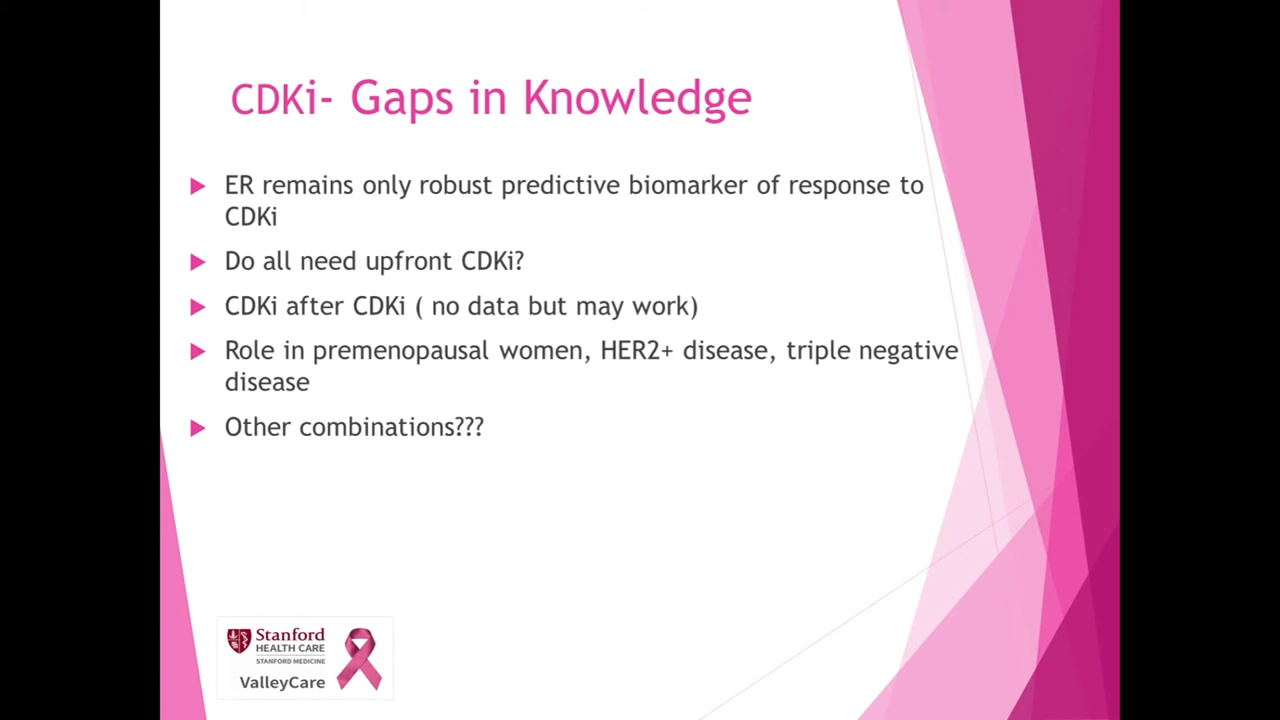 CDKi- Gaps in Knowledge
ER remains only robust predictive biomarker of response to
CDKi
Do all need upfront CDKi?
CDKi after CDKi ( no data but may work)
Role in premenopausal women, HER2+ disease, triple negative
disease
Other combinations???
Stanford
HEALTH CARE
STANFORD MEDICINE
ValleyCare